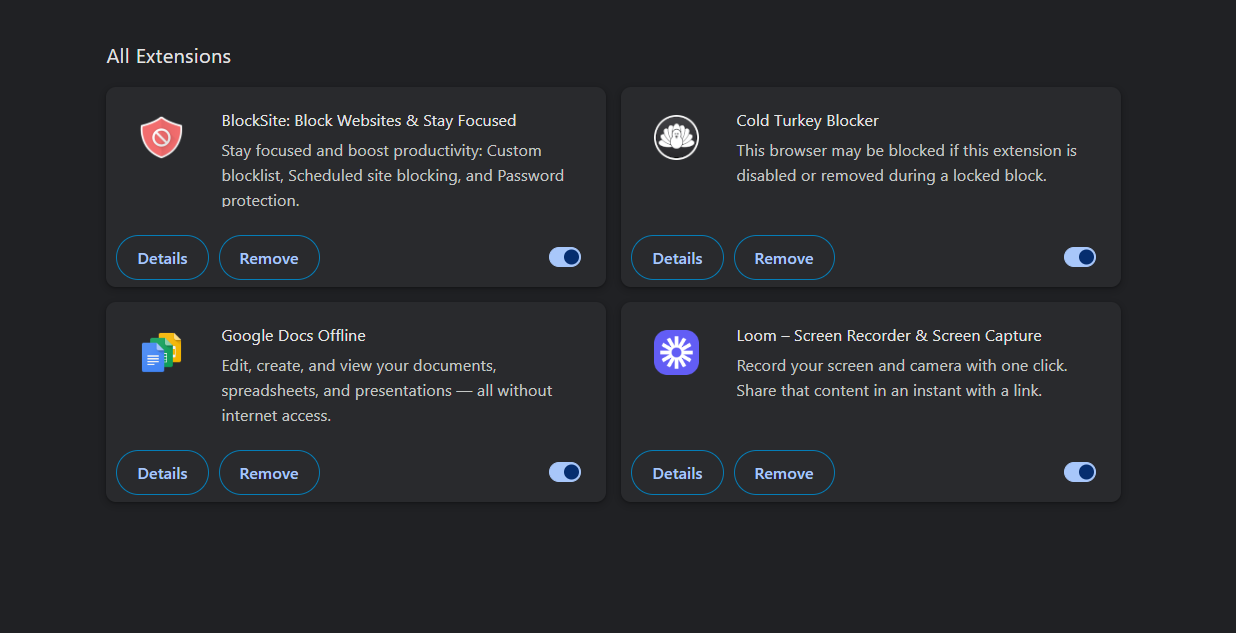 All Extensions
BlockSite: Block Websites & Stay Focused
Stay focused and boost productivity: Custom
blocklist, Scheduled site blocking, and Password
protection.
Details
Remove
Cold Turkey Blocker
This browser may be blocked if this extension is
disabled or removed during a locked block.
Details
Remove
Google Docs Offline
Edit, create, and view your documents,
spreadsheets, and presentations — all without
internet access.
Details
Remove
Loom – Screen Recorder & Screen Capture
Record your screen and camera with one click.
Share that content in an instant with a link.
Details
Remove